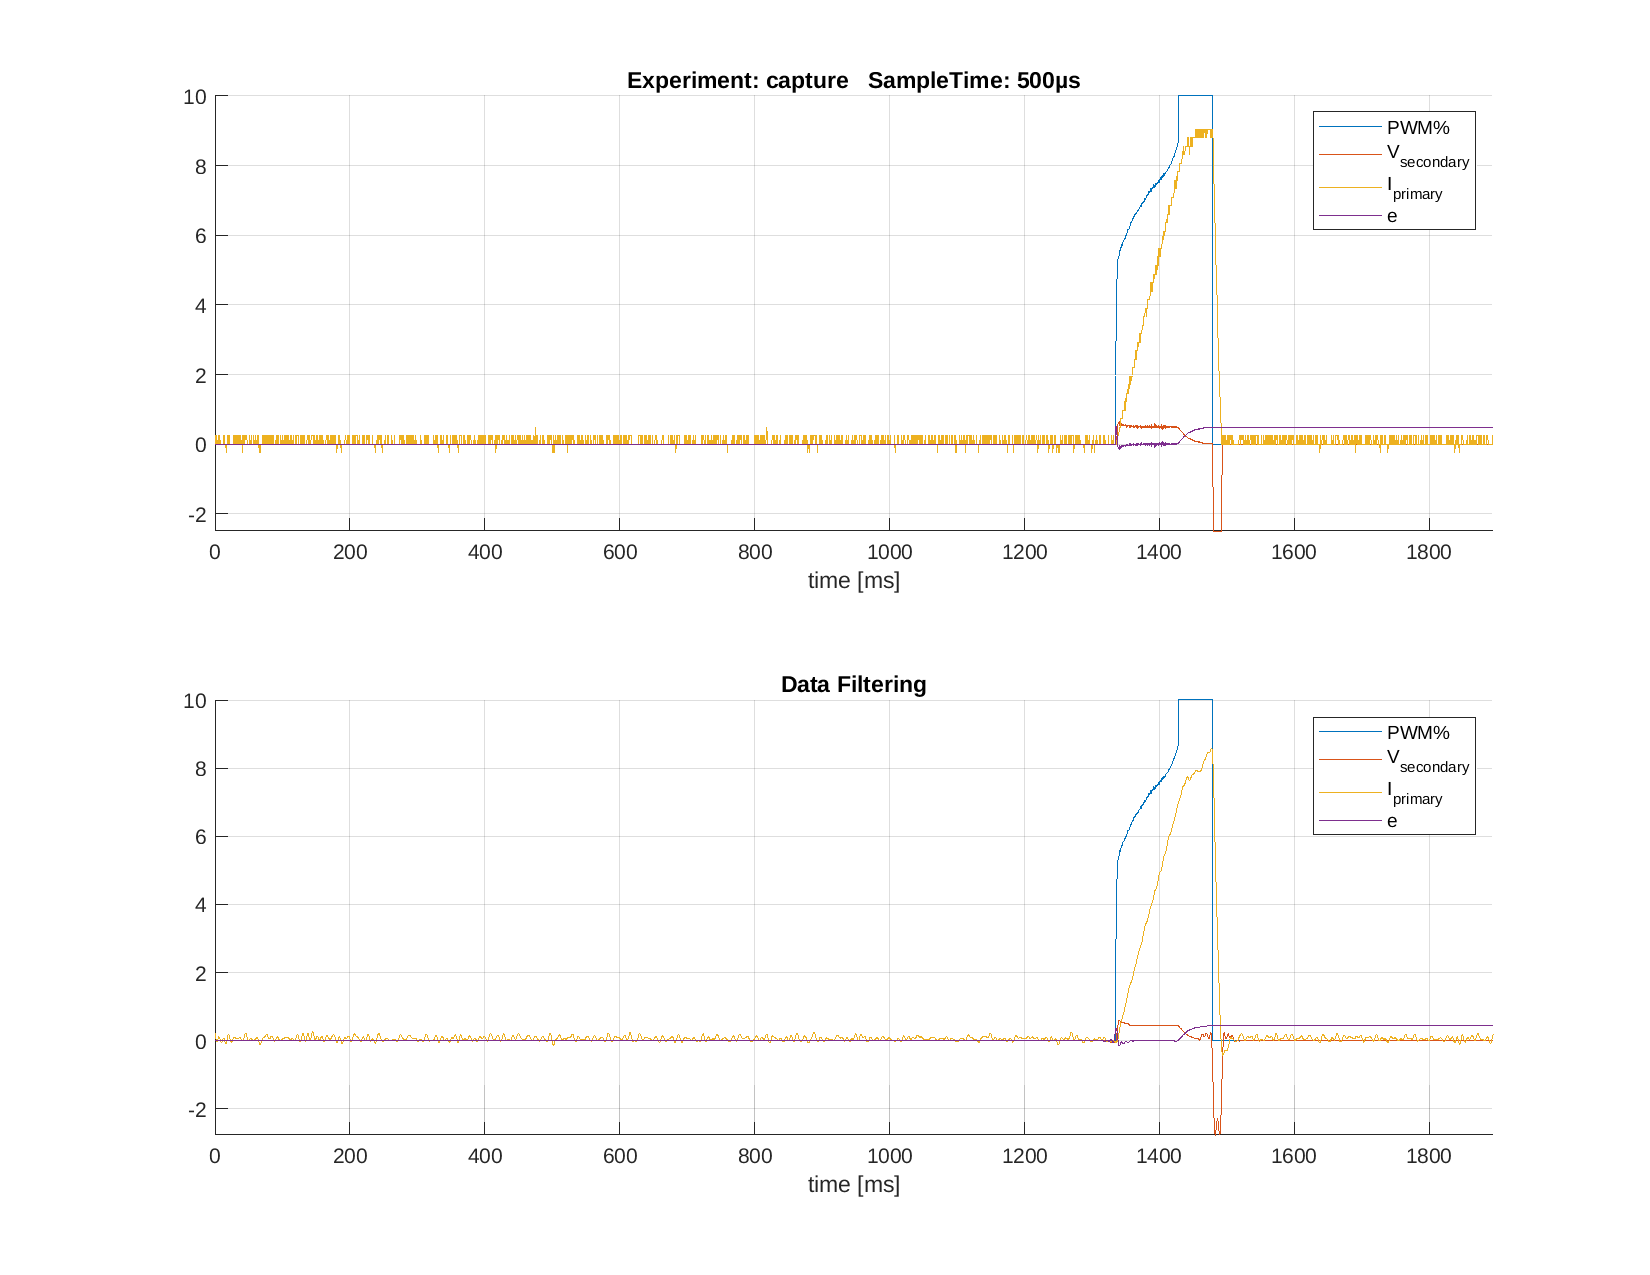 Experiment: capture   SampleTime: 500µs
10
8
6
4
2
0
-2
PWM%
Vsecondary
Iprimary
e
0 200 400 600 800 1000 1200 1400 1600 1800
time [ms]
Data Filtering
10
8
6
4
2
0
-2
PWM%
Vsecondary
Iprimary
e
0 200 400 600 800 1000 1200 1400 1600 1800
time [ms]